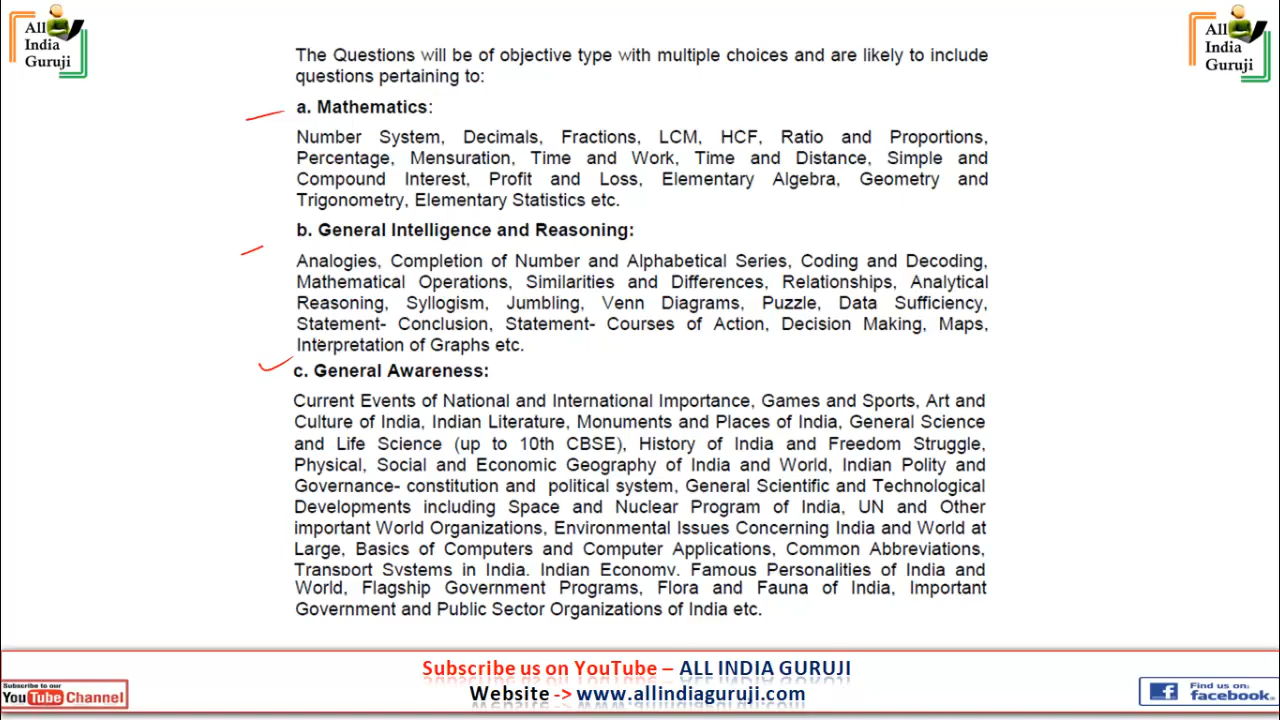 All
India
Guruji
All
India
Guruji
The Questions will be of objective type with multiple choices and are likely to include
questions pertaining to:
a. Mathematics:
Number System, Decimals, Fractions, LCM, HCF, Ratio and Proportions,
Percentage, Mensuration, Time and Work, Time and Distance, Simple and
Compound Interest, Profit and Loss, Elementary Algebra, Geometry and
Trigonometry, Elementary Statistics etc.
b. General Intelligence and Reasoning:
Analogies, Completion of Number and Alphabetical Series, Coding and Decoding,
Mathematical Operations, Similarities and Differences, Relationships, Analytical
Reasoning, Syllogism, Jumbling, Venn Diagrams, Puzzle, Data Sufficiency,
Statement- Conclusion, Statement- Courses of Action, Decision Making, Maps,
Interpretation of Graphs etc.
c. General Awareness:
Current Events of National and International Importance, Games and Sports, Art and
Culture of India, Indian Literature, Monuments and Places of India, General Science
and Life Science (up to 10th CBSE), History of India and Freedom Struggle,
Physical, Social and Economic Geography of India and World, Indian Polity and
Governance- constitution and political system, General Scientific and Technological
Developments including Space and Nuclear Program of India, UN and Other
important World Organizations, Environmental Issues Concerning India and World at
Large, Basics of Computers and Computer Applications, Common Abbreviations,
Transport Systems in India, Indian Economy, Famous Personalities of India and
World, Flagship Government Programs, Flora and Fauna of India, Important
Government and Public Sector Organizations of India etc.
Subscribe us on YouTube – ALL INDIA GURUJI
Website -> www.allindiaguruji.com
Subscribe to our
YouTube Channel
Find us on:
facebook.